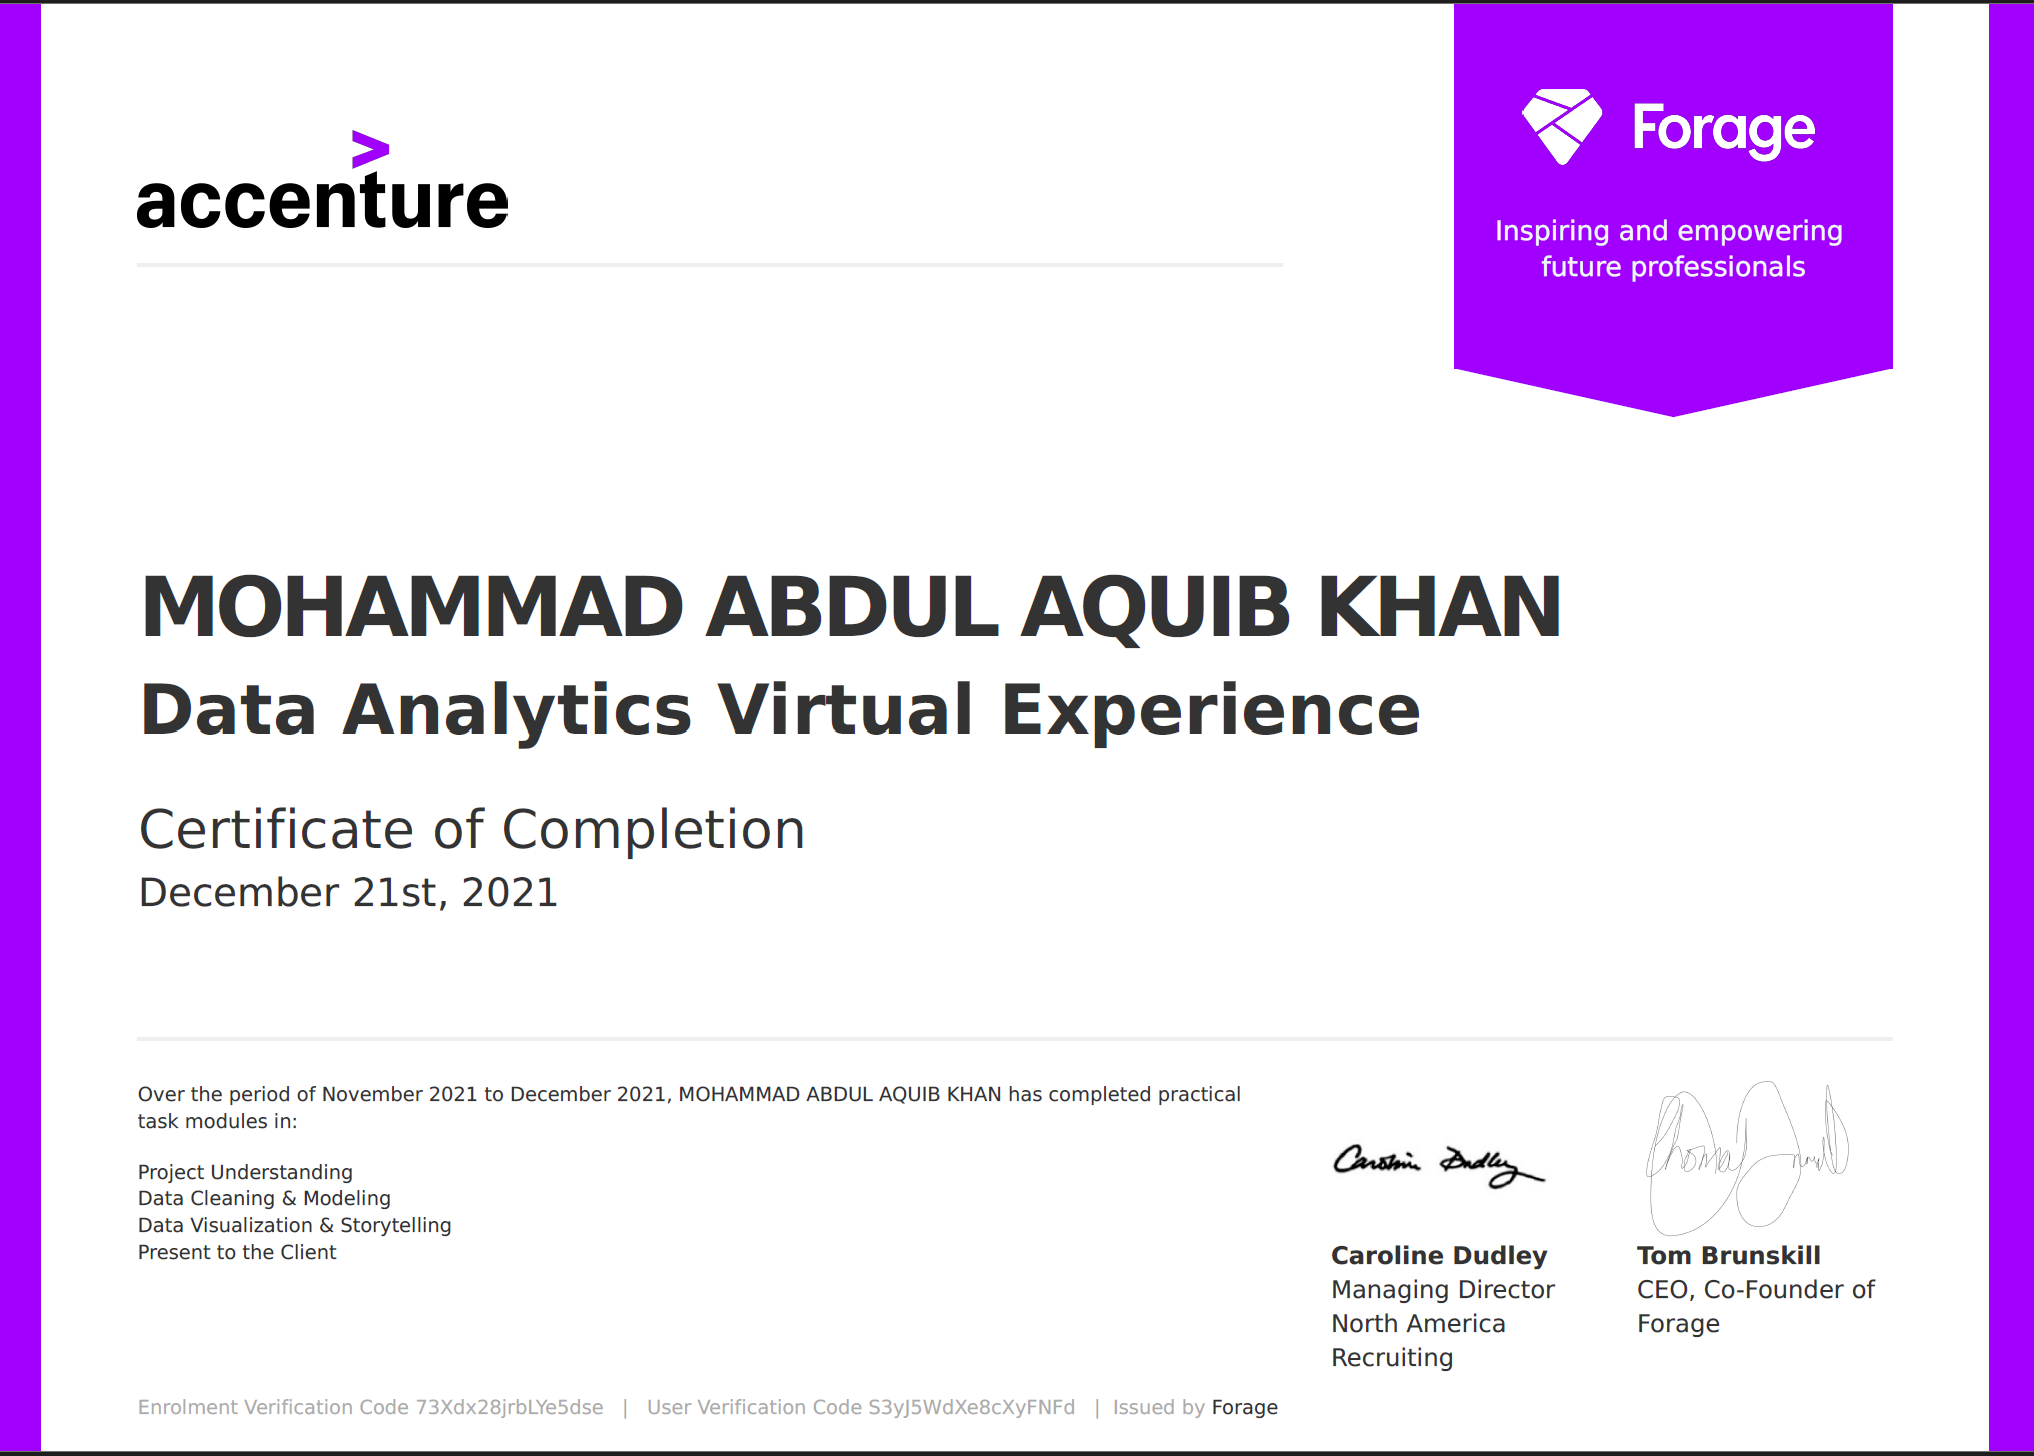 accenture
>
Forage
Inspiring and empowering
future professionals
MOHAMMAD ABDUL AQUIB KHAN
Data Analytics Virtual Experience
Certificate of Completion
December 21st, 2021
Over the period of November 2021 to December 2021, MOHAMMAD ABDUL AQUIB KHAN has completed practical
task modules in:
Project Understanding
Data Cleaning & Modeling
Data Visualization & Storytelling
Present to the Client
Caroline Dudley
Caroline Dudley
Managing Director
North America
Recruiting
Tom Brunskill
CEO, Co-Founder of
Forage
Enrolment Verification Code 73Xdx28jrbLYe5dse | User Verification Code S3yJ5WdXe8cXyFNFd | Issued by Forage